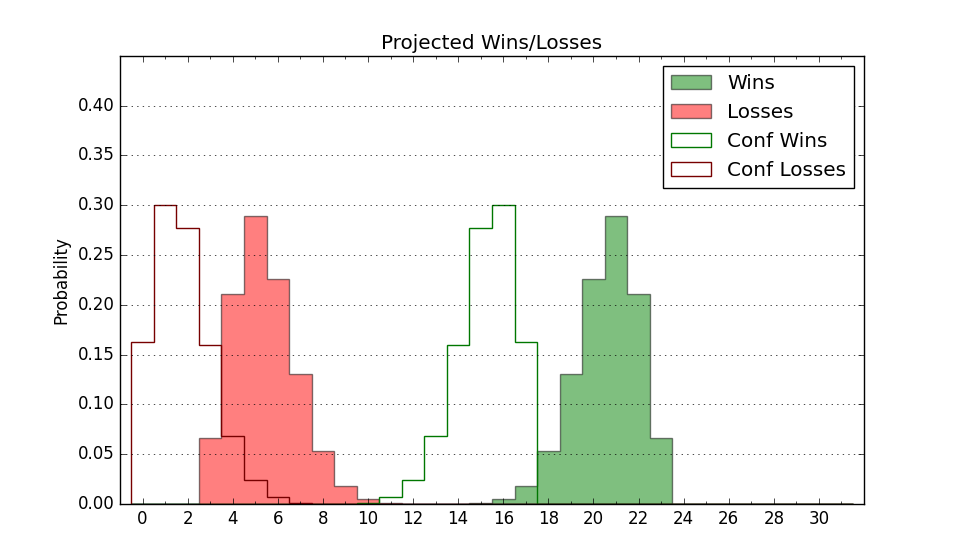 Projected Wins/Losses
Wins
Losses
Conf Wins
Conf Losses
Probability
0.40
0.35
0.30
0.25
0.20
0.15
0.10
0.05
0.00
0 2 4 6 8 10 12 14 16 18 20 22 24 26 28 30